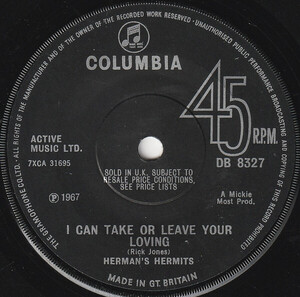 ALL RIGHTS OF THE MANUFACTURER AND OF THE OWNER OF THE RECORDED WORK RESERVED UNAUTHORISED PUBLIC PERFORMANCE BROADCASTING AND COPYING OF THIS RECORD PROHIBITED
THE GRAMOPHONE CO. LTD.
COLUMBIA
45
R.P.M.
ACTIVE
MUSIC LTD.
7XCA 31695
DB 8327
SOLD IN U.K. SUBJECT TO
RESALE PRICE CONDITIONS,
SEE PRICE LISTS
℗ 1967
A Mickie
Most Prod.
I CAN TAKE OR LEAVE YOUR
LOVING
(Rick Jones)
HERMAN'S HERMITS
MADE IN GT. BRITAIN